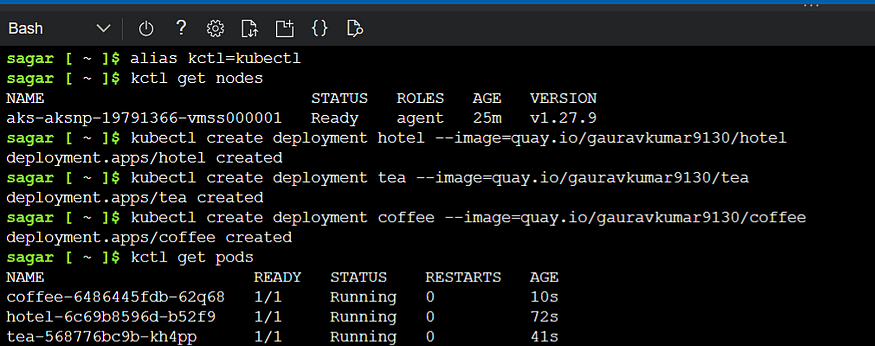 Bash
sagar [ ~ ]$ alias kctl=kubectl
sagar [ ~ ]$ kctl get nodes
NAME STATUS ROLES AGE VERSION
aks-aksnp-19791366-vmss000001 Ready agent 25m v1.27.9
sagar [ ~ ]$ kubectl create deployment hotel --image=quay.io/gauravkumar9130/hotel
deployment.apps/hotel created
sagar [ ~ ]$ kubectl create deployment tea --image=quay.io/gauravkumar9130/tea
deployment.apps/tea created
sagar [ ~ ]$ kubectl create deployment coffee --image=quay.io/gauravkumar9130/coffee
deployment.apps/coffee created
sagar [ ~ ]$ kctl get pods
NAME READY STATUS RESTARTS AGE
coffee-6486445fdb-62q68 1/1 Running 0 10s
hotel-6c69b8596d-b52f9 1/1 Running 0 72s
tea-568776bc9b-kh4pp 1/1 Running 0 41s